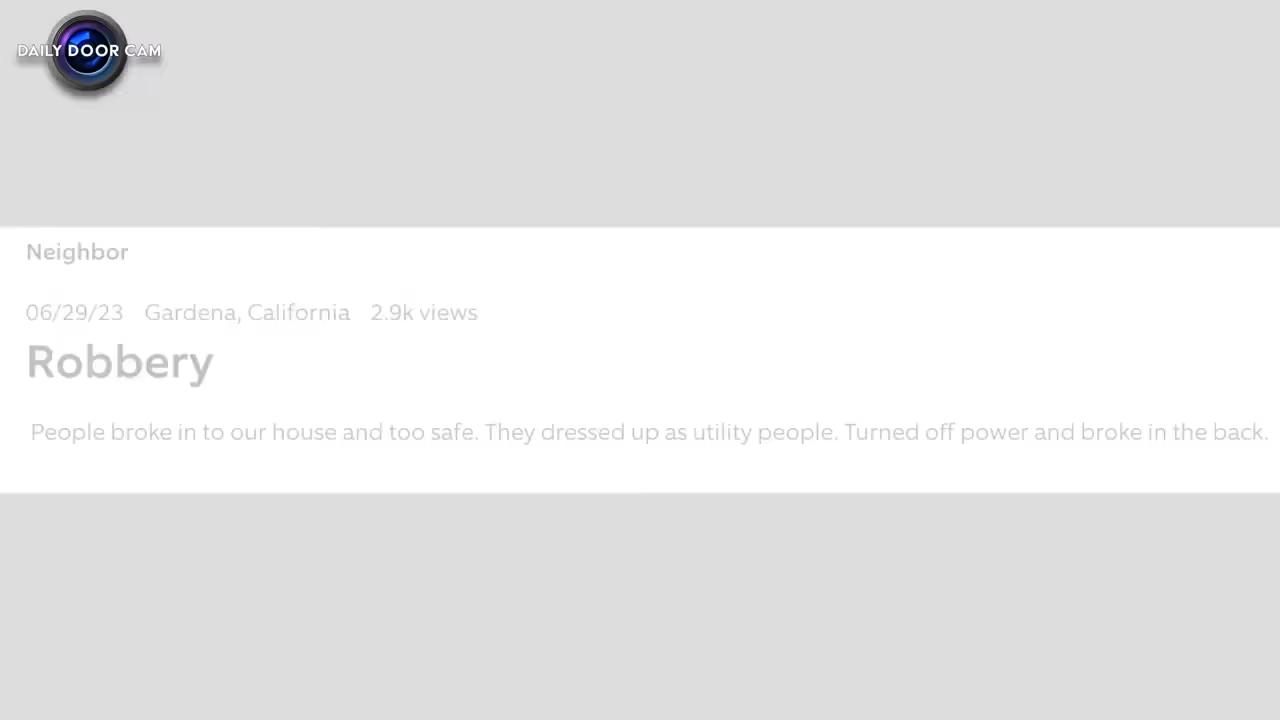 DAILY DOOR CAM
Neighbor
06/29/23 Gardena, California 2.9k views
Robbery
People broke in to our house and too safe. They dressed up as utility people. Turned off power and broke in the back.